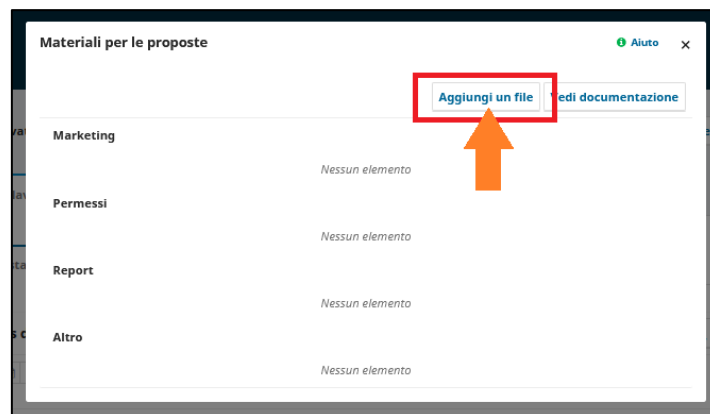 Materiali per le proposte
Aiuto
Aggiungi un file
Vedi documentazione
Marketing
Nessun elemento
Permessi
Nessun elemento
Report
Nessun elemento
Altro
Nessun elemento